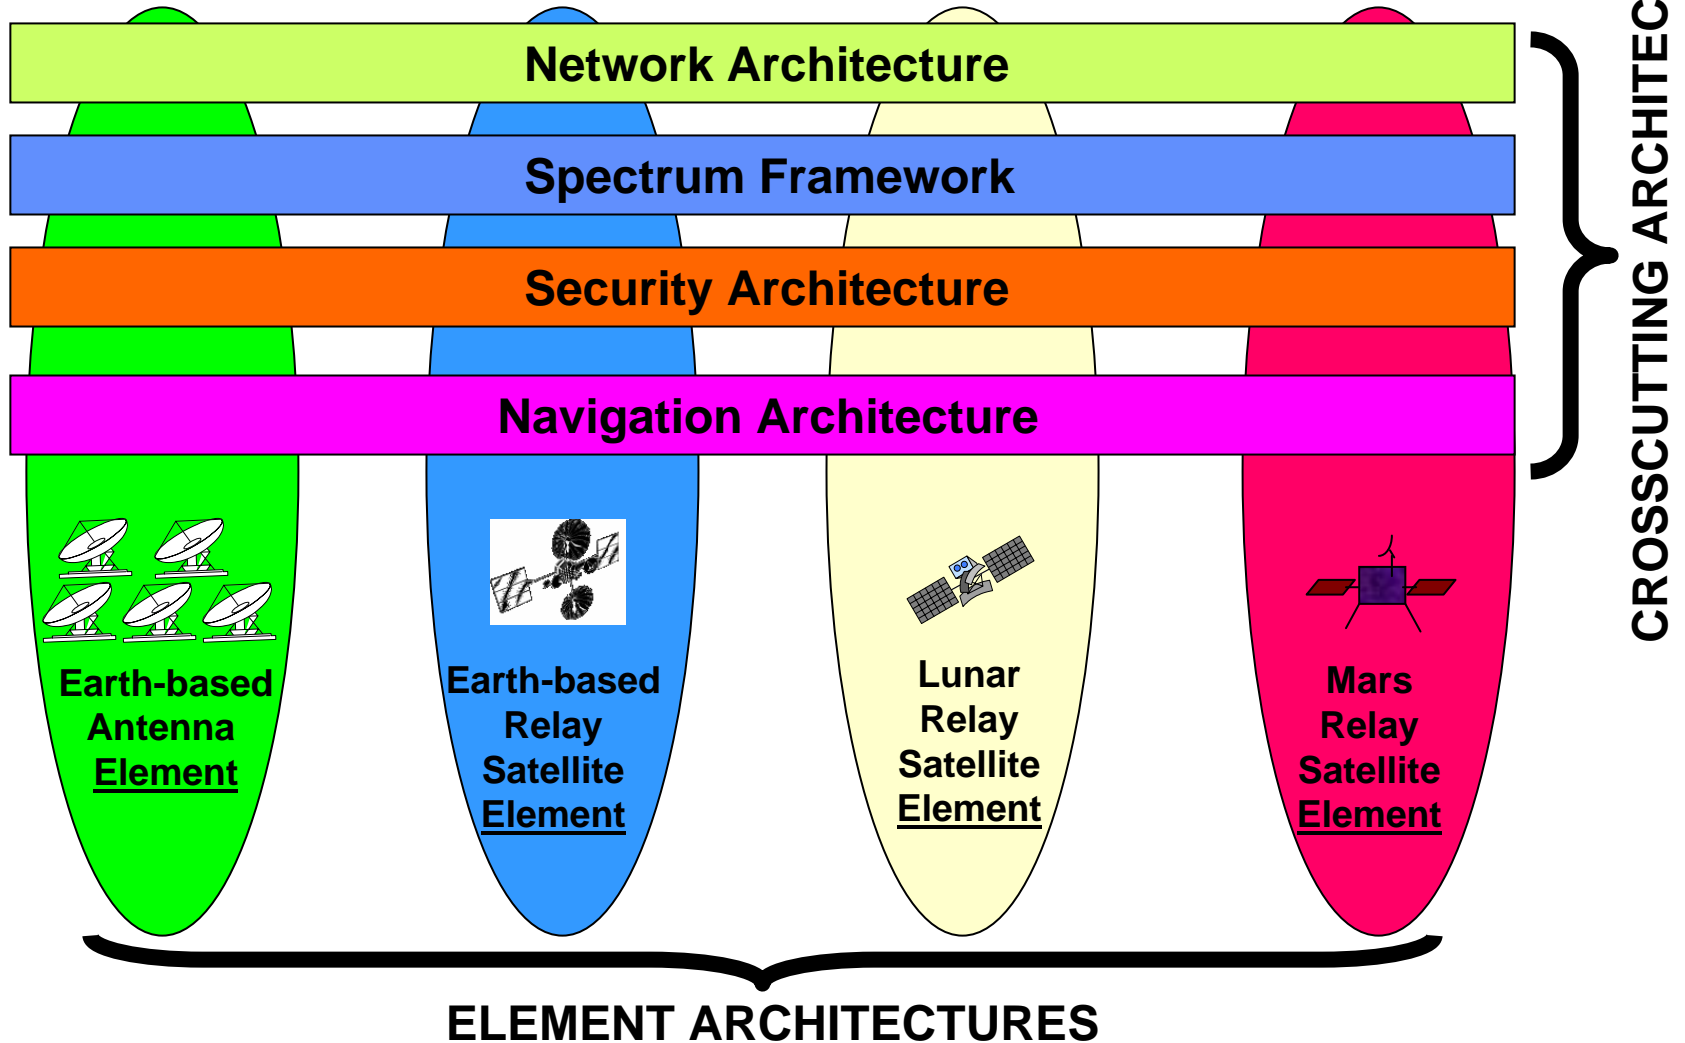 Network Architecture
Spectrum Framework
Security Architecture
Navigation Architecture
CROSSCUTTING ARCHITEC
Earth-based
Antenna
Element
Earth-based
Relay
Satellite
Element
Lunar
Relay
Satellite
Element
Mars
Relay
Satellite
Element
ELEMENT ARCHITECTURES